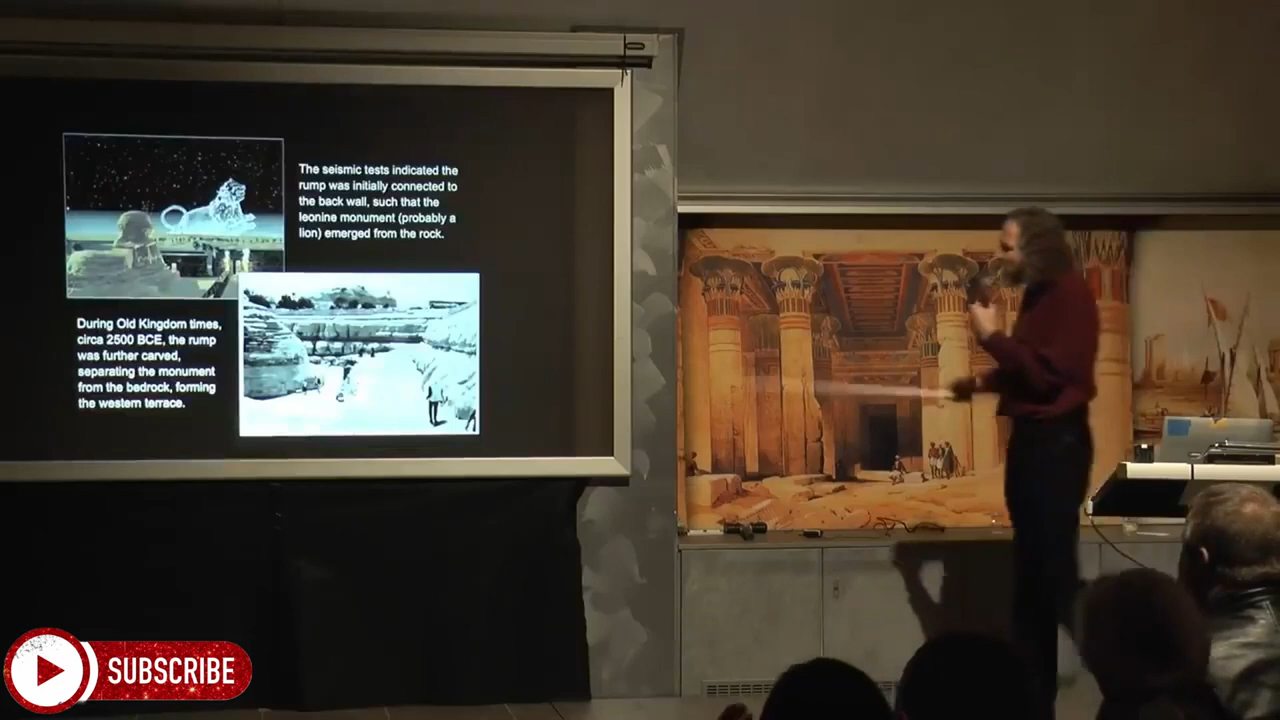 The seismic tests indicated the
rump was initially connected to
the back wall, such that the
leonine monument (probably a
lion) emerged from the rock.
During Old Kingdom times,
circa 2500 BCE, the rump
was further carved,
separating the monument
from the bedrock, forming
the western terrace.
SUBSCRIBE